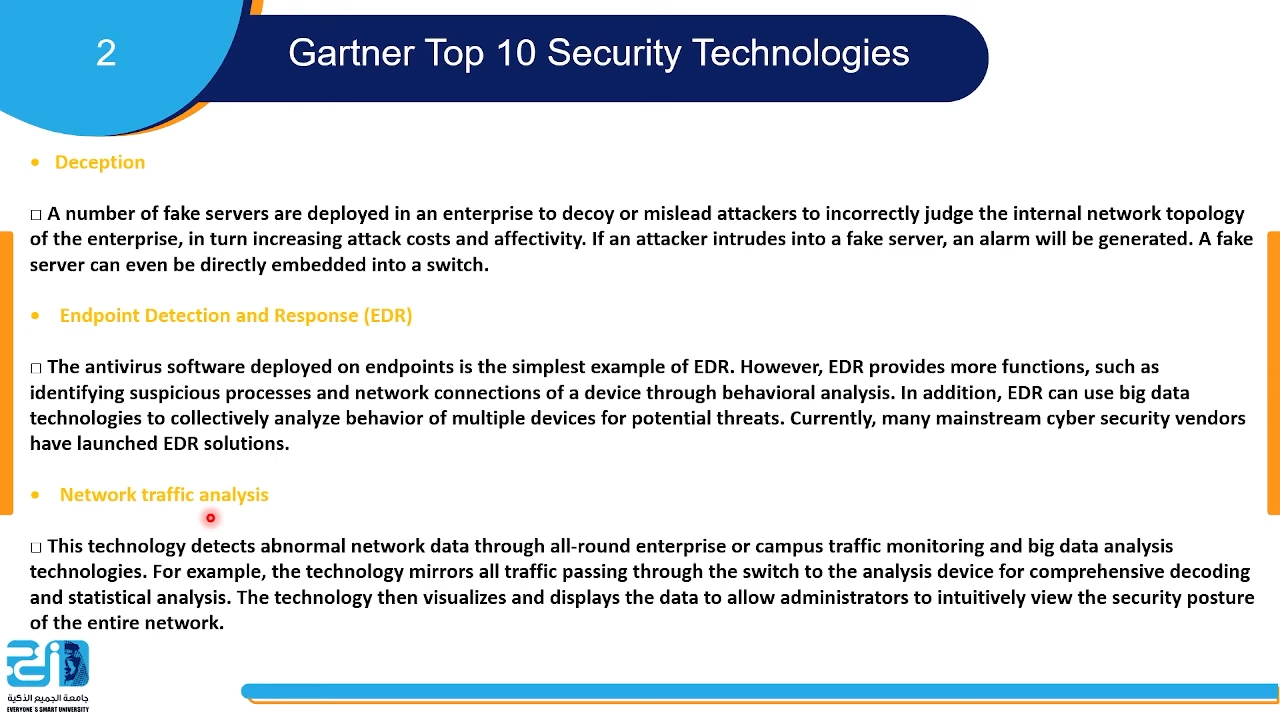 2
Gartner Top 10 Security Technologies
• Deception
□ A number of fake servers are deployed in an enterprise to decoy or mislead attackers to incorrectly judge the internal network topology
of the enterprise, in turn increasing attack costs and affectivity. If an attacker intrudes into a fake server, an alarm will be generated. A fake
server can even be directly embedded into a switch.
• Endpoint Detection and Response (EDR)
□ The antivirus software deployed on endpoints is the simplest example of EDR. However, EDR provides more functions, such as
identifying suspicious processes and network connections of a device through behavioral analysis. In addition, EDR can use big data
technologies to collectively analyze behavior of multiple devices for potential threats. Currently, many mainstream cyber security vendors
have launched EDR solutions.
• Network traffic analysis
□ This technology detects abnormal network data through all-round enterprise or campus traffic monitoring and big data analysis
technologies. For example, the technology mirrors all traffic passing through the switch to the analysis device for comprehensive decoding
and statistical analysis. The technology then visualizes and displays the data to allow administrators to intuitively view the security posture
of the entire network.
جامعة الجميع الذكية
EVERYONE'S SMART UNIVERSITY